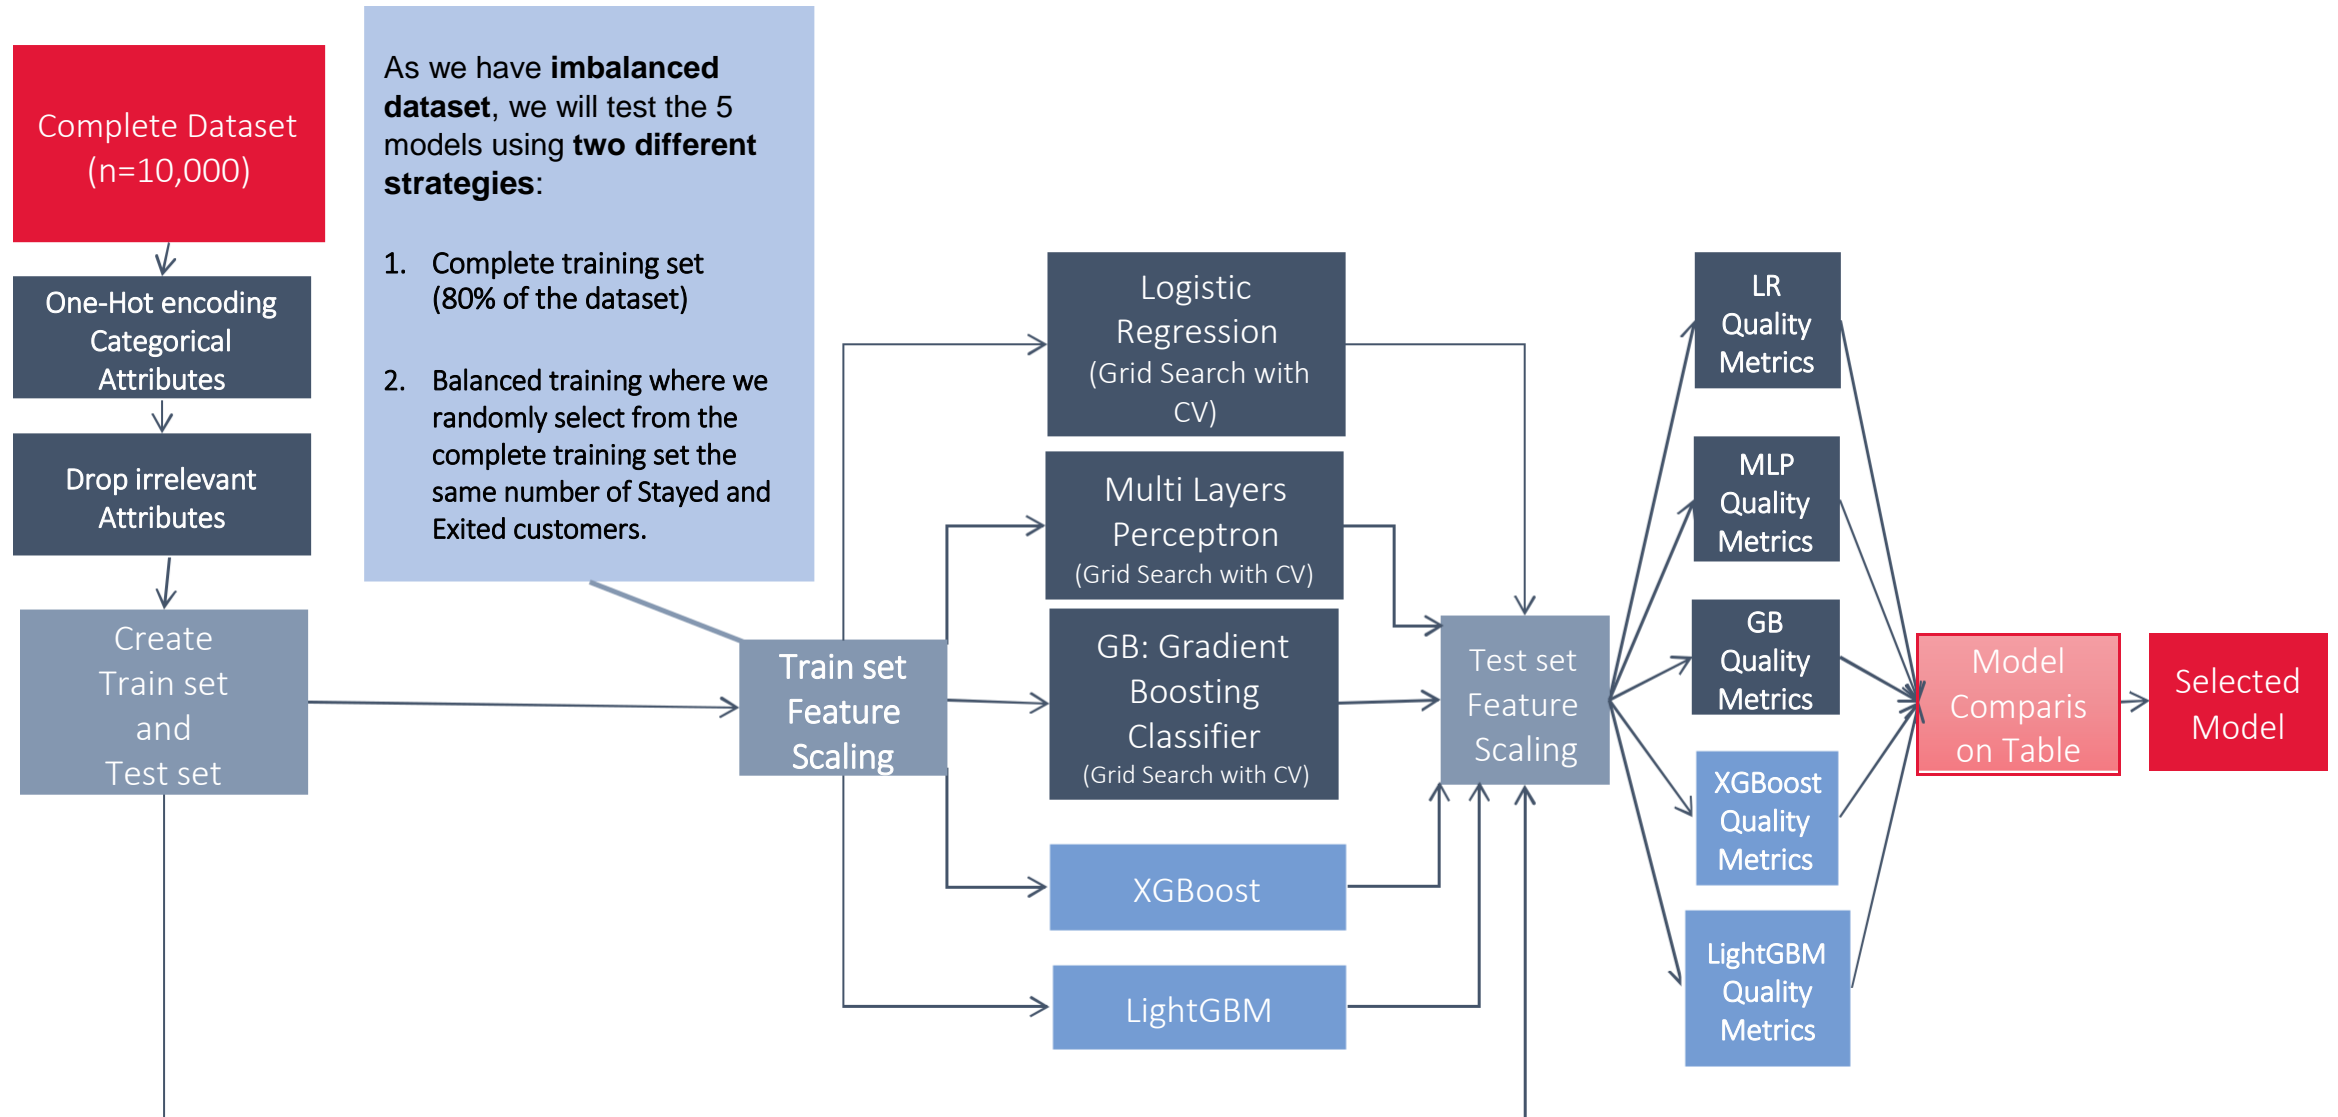 Complete Dataset
(n=10,000)
One-Hot encoding
Categorical
Attributes
Drop irrelevant
Attributes
Create
Train set
and
Test set
As we have imbalanced
dataset, we will test the 5
models using two different
strategies:
1. Complete training set
(80% of the dataset)
2. Balanced training where we
randomly select from the
complete training set the
same number of Stayed and
Exited customers.
Train set
Feature
Scaling
Logistic
Regression
(Grid Search with
CV)
Multi Layers
Perceptron
(Grid Search with CV)
GB: Gradient
Boosting
Classifier
(Grid Search with CV)
XGBoost
LightGBM
Test set
Feature
Scaling
LR
Quality
Metrics
MLP
Quality
Metrics
GB
Quality
Metrics
XGBoost
Quality
Metrics
LightGBM
Quality
Metrics
Model
Comparis
on Table
Selected
Model